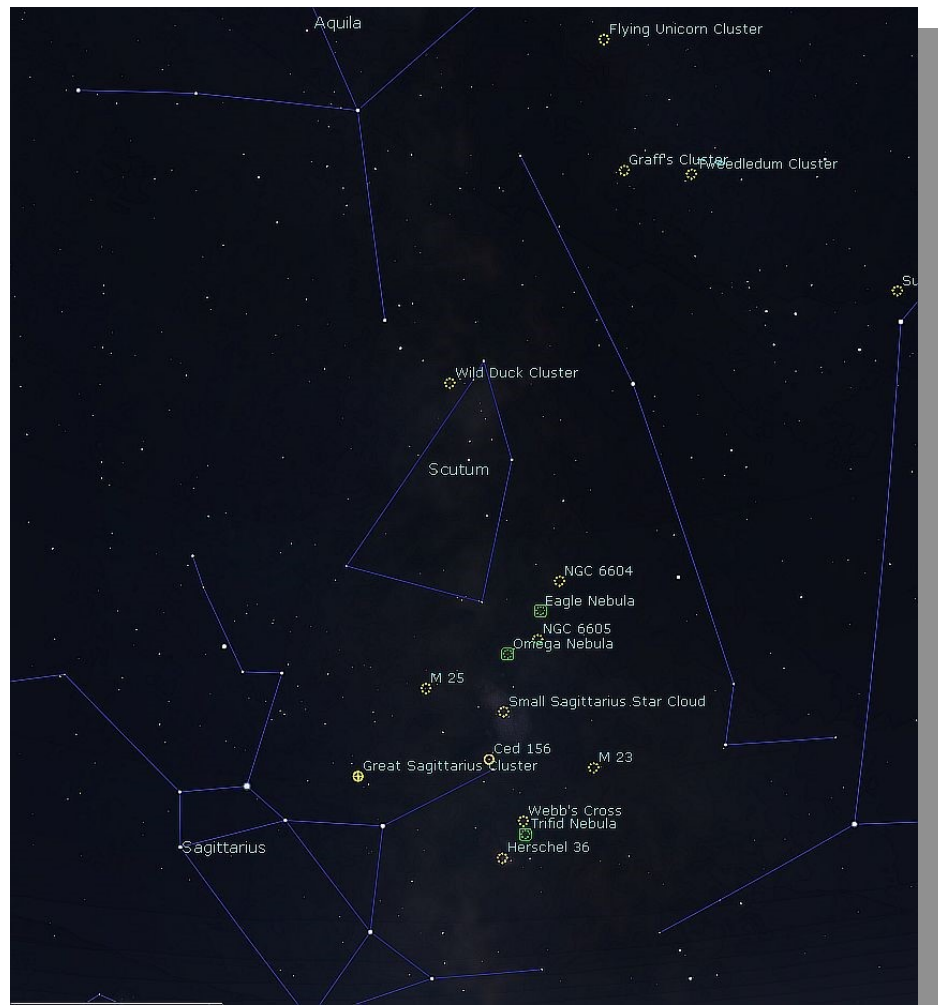 Aquila
Flying Unicorn Cluster
Graff's Cluster
Tweedledum Cluster
Su
Wild Duck Cluster
Scutum
NGC 6604
Eagle Nebula
NGC 6605
Omega Nebula
M 25
Small Sagittarius Star Cloud
Ced 156
M 23
Great Sagittarius Cluster
Webb's Cross
Trifid Nebula
Sagittarius
Herschel 36